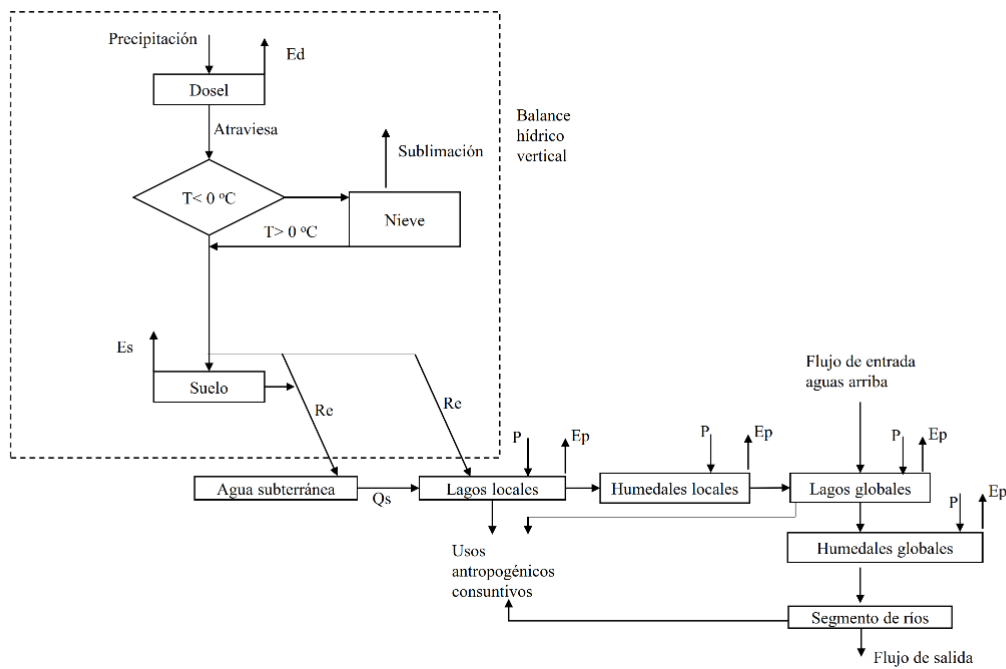 Precipitación
Ed
Dosel
Atraviesa
Balance
hídrico
vertical
Sublimación
T< 0 ºC
Nieve
T> 0 ºC
Es
Suelo
Re
Re
Flujo de entrada
aguas arriba
P
Ep
P
Ep
P
Ep
Agua subterránea
Qs
Lagos locales
Humedales locales
Lagos globales
P
Ep
Humedales globales
Usos
antropogénicos
consuntivos
Segmento de ríos
Flujo de salida